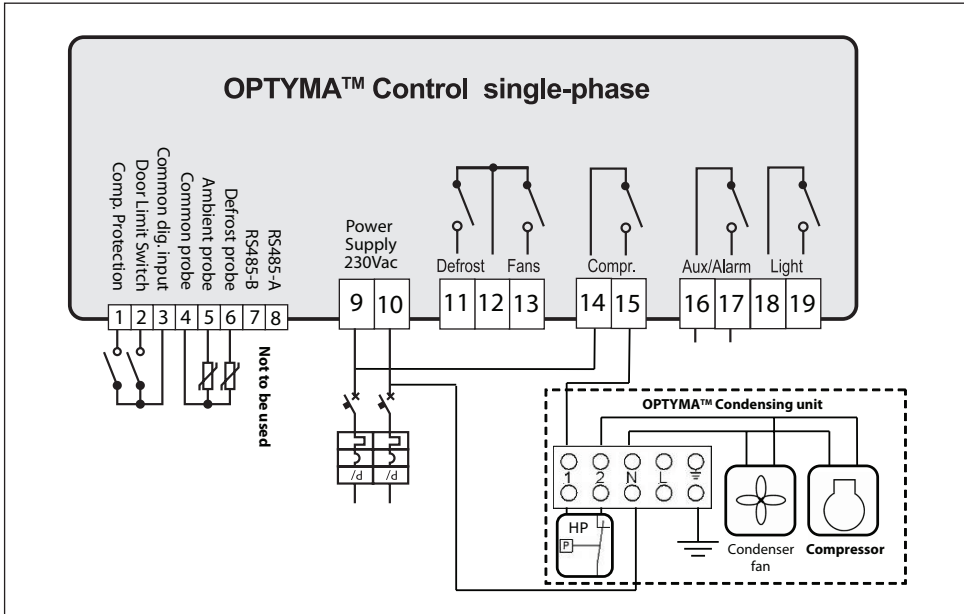 OPTYMA™ Control single-phase
Comp. Protection
Door Limit Switch
Common dig. input
Common probe
Ambient probe
Defrost probe
RS485-B
RS485-A
Power
Supply
230Vac
Defrost
Fans
Compr.
Aux/Alarm
Light
1 2 3 4 5 6 7 8
9 10
11 12 13
14 15
16 17 18 19
Not to be used
OPTYMA™ Condensing unit
1 2 N L
HP
P
Condenser
fan
Compressor